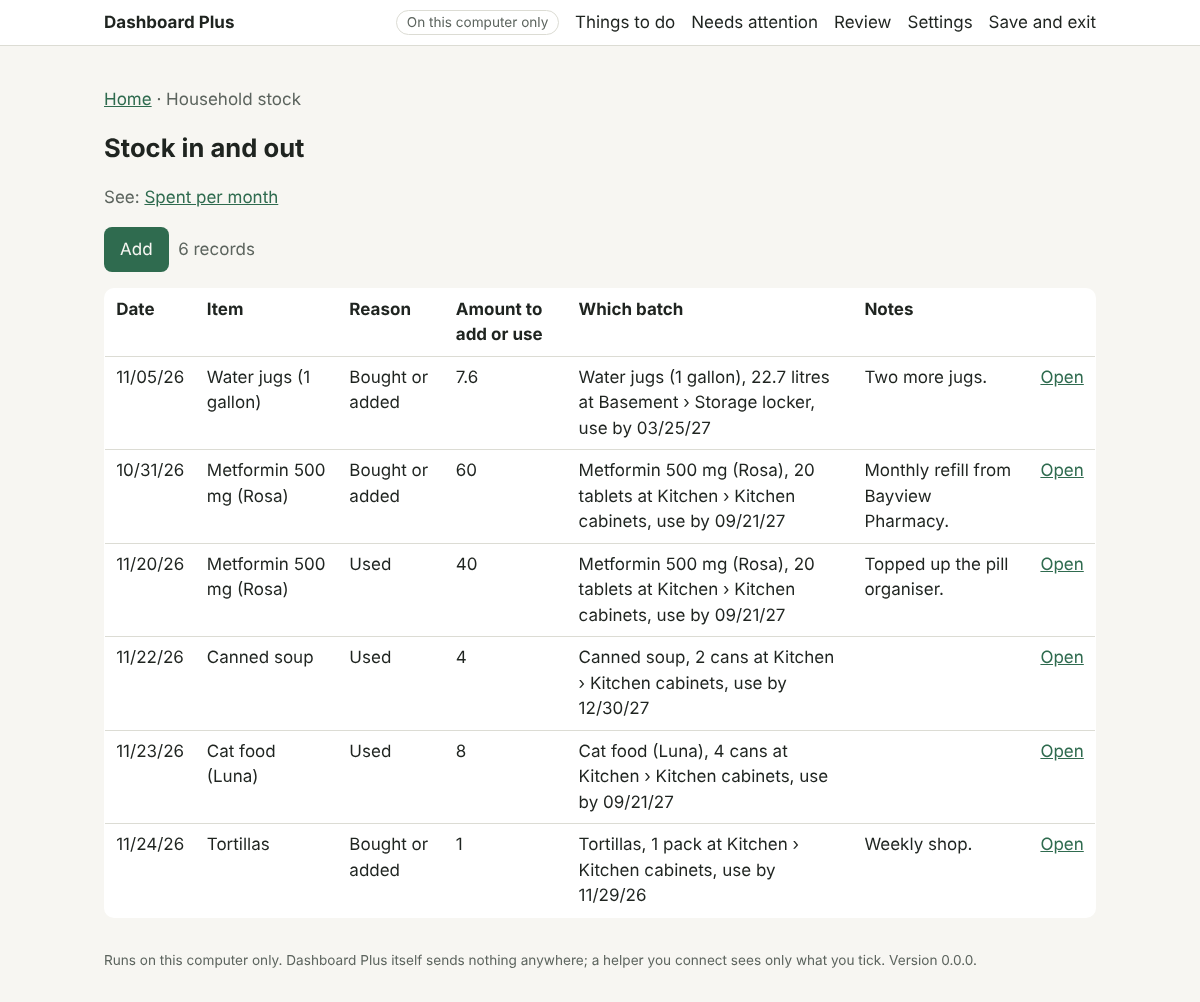 Dashboard Plus
On this computer only
Things to do
Needs attention
Review
Settings
Save and exit
Home · Household stock
Stock in and out
See: Spent per month
Add
6 records
Date
Item
Reason
Amount to
add or use
Which batch
Notes
11/05/26
Water jugs (1
gallon)
Bought or
added
7.6
Water jugs (1 gallon), 22.7 litres
at Basement › Storage locker,
use by 03/25/27
Two more jugs.
Open
10/31/26
Metformin 500
mg (Rosa)
Bought or
added
60
Metformin 500 mg (Rosa), 20
tablets at Kitchen › Kitchen
cabinets, use by 09/21/27
Monthly refill from
Bayview
Pharmacy.
Open
11/20/26
Metformin 500
mg (Rosa)
Used
40
Metformin 500 mg (Rosa), 20
tablets at Kitchen › Kitchen
cabinets, use by 09/21/27
Topped up the pill
organiser.
Open
11/22/26
Canned soup
Used
4
Canned soup, 2 cans at Kitchen
› Kitchen cabinets, use by
12/30/27
Open
11/23/26
Cat food
(Luna)
Used
8
Cat food (Luna), 4 cans at
Kitchen › Kitchen cabinets, use
by 09/21/27
Open
11/24/26
Tortillas
Bought or
added
1
Tortillas, 1 pack at Kitchen ›
Kitchen cabinets, use by
11/29/26
Weekly shop.
Open
Runs on this computer only. Dashboard Plus itself sends nothing anywhere; a helper you connect sees only what you tick. Version 0.0.0.